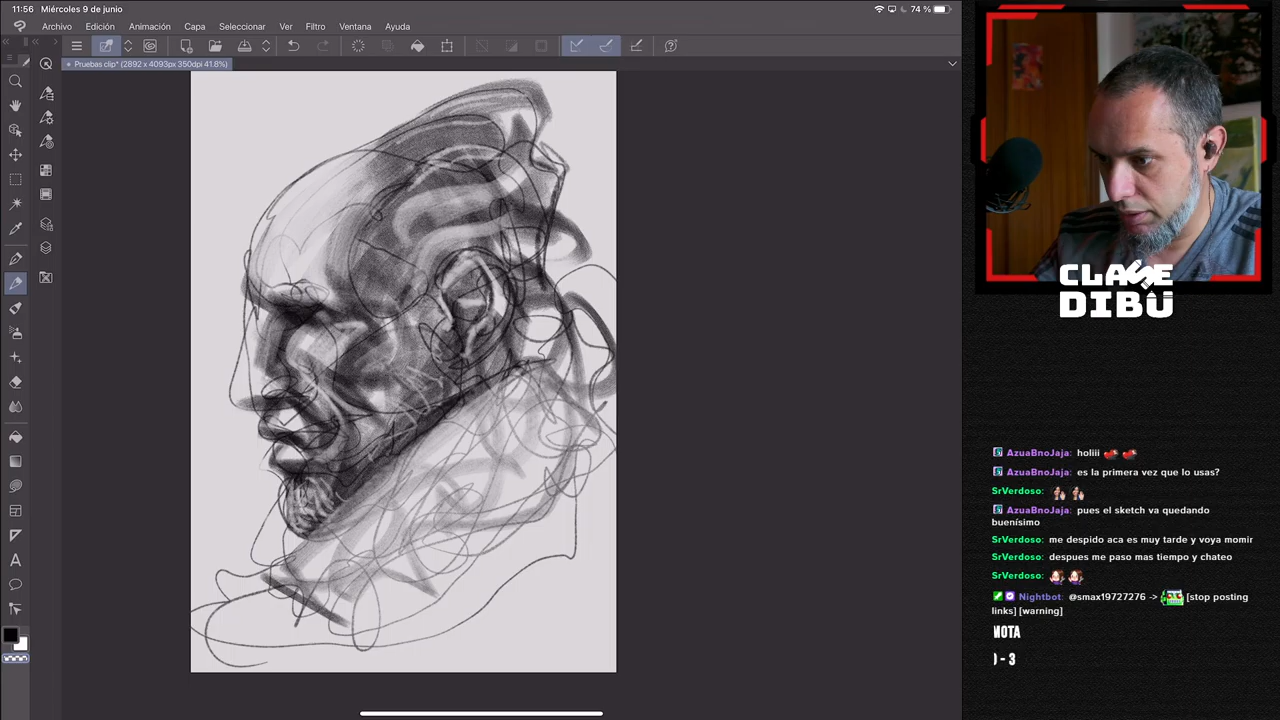 11:56 Miércoles 9 de junio
74 %
Archivo Edición Animación Capa Seleccionar Ver Filtro Ventana Ayuda
Pruebas clip* (2892 x 4093px 350dpi 41.8%)
CLASE
DIBU
AzuaBnoJaja: holiii
AzuaBnoJaja: es la primera vez que lo usas?
SrVerdoso:
AzuaBnoJaja: pues el sketch va quedando
buenísimo
SrVerdoso: me despido aca es muy tarde y voya momir
SrVerdoso: despues me paso mas tiempo y chateo
SrVerdoso:
Nightbot: @smax19727276 -> [stop posting
links] [warning]
MOTA
) - 3